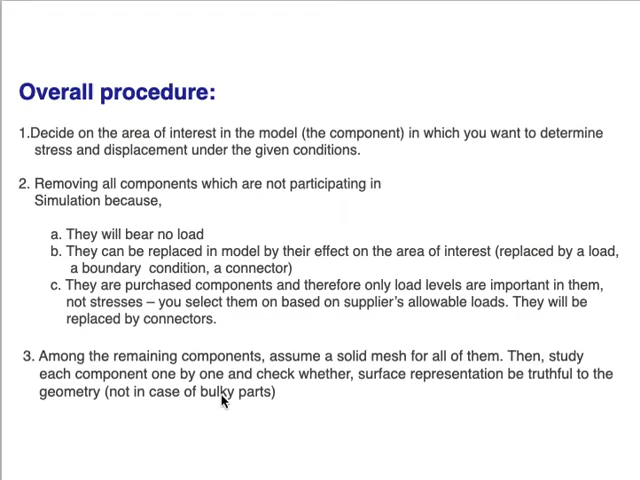 Overall procedure:
1.Decide on the area of interest in the model (the component) in which you want to determine
stress and displacement under the given conditions.
2. Removing all components which are not participating in
Simulation because,
a. They will bear no load
b. They can be replaced in model by their effect on the area of interest (replaced by a load,
a boundary condition, a connector)
c. They are purchased components and therefore only load levels are important in them,
not stresses – you select them on based on supplier's allowable loads. They will be
replaced by connectors.
3. Among the remaining components, assume a solid mesh for all of them. Then, study
each component one by one and check whether, surface representation be truthful to the
geometry (not in case of bulky parts)